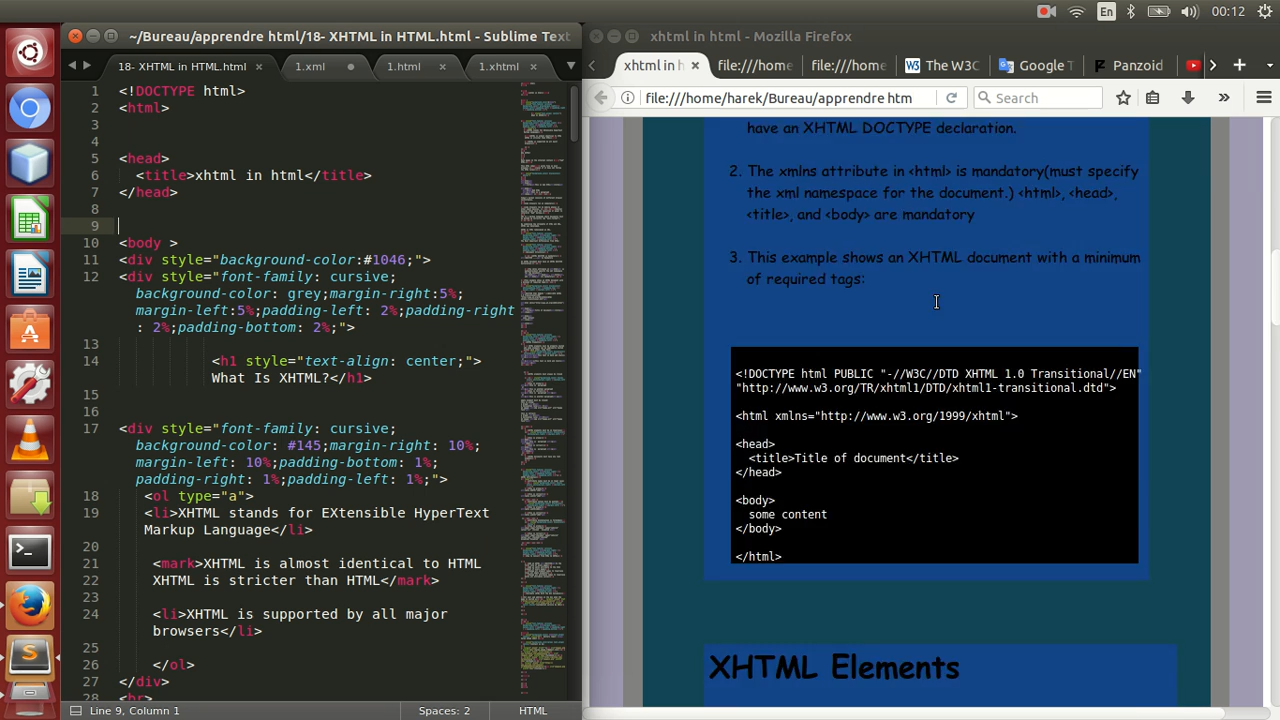 En
00:12
~/Bureau/apprendre html/18- XHTML in HTML.html - Sublime Text
18- XHTML in HTML.html
1.xml
1.html
1.xhtml
1 <!DOCTYPE html>
2 <html>
3
4
5 <head>
6 <title>xhtml in html</title>
7 </head>
8
9
10 <body >
11 <div style="background-color:#1046;">
12 <div style="font-family: cursive;
background-color: grey;margin-right:5%;
margin-left:5%;padding-left: 2%;padding-right
: 2%;padding-bottom: 2%;">
13
14 <h1 style="text-align: center;">
What Is XHTML?</h1>
15
16
17 <div style="font-family: cursive;
background-color: #145;margin-right: 10%;
margin-left: 10%;padding-bottom: 1%;
padding-right: 1%;padding-left: 1%;">
18 <ol type="a">
19 <li>XHTML stands for EXtensible HyperText
Markup Language</li>
20
21 <mark>XHTML is almost identical to HTML
22 XHTML is stricter than HTML</mark>
23
24 <li>XHTML is supported by all major
browsers</li>
25
26 </ol>
27 </div>
28 <br>
Line 9, Column 1
Spaces: 2
HTML
xhtml in html - Mozilla Firefox
xhtml in h
file:///home
file:///home
The W3C
Google T
Panzoid
file:///home/harek/Bureau/apprendre htm
Search
have an XHTML DOCTYPE declaration.
2. The xmlns attribute in <html> is mandatory(must specify
the xml namespace for the document.) <html>, <head>,
<title>, and <body> are mandatory
3. This example shows an XHTML document with a minimum
of required tags:
<!DOCTYPE html PUBLIC "-//W3C//DTD XHTML 1.0 Transitional//EN"
"http://www.w3.org/TR/xhtml1/DTD/xhtml1-transitional.dtd">
<html xmlns="http://www.w3.org/1999/xhtml">
<head>
<title>Title of document</title>
</head>
<body>
some content
</body>
</html>
XHTML Elements